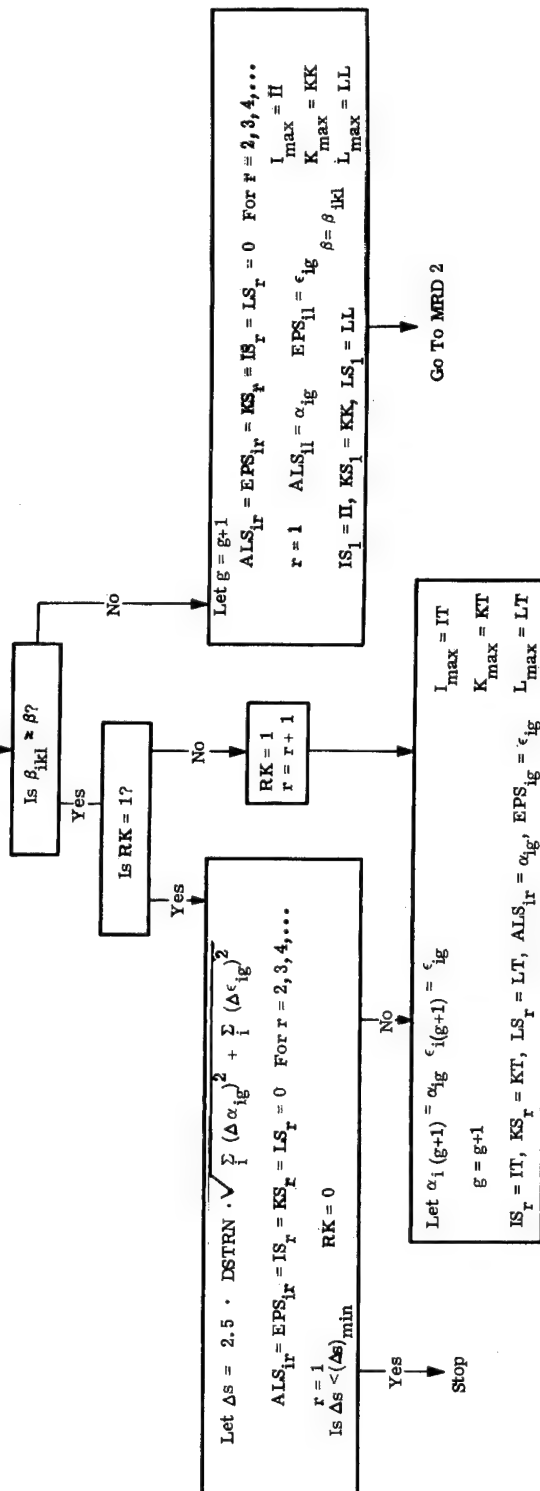 Is β_ikl ≥ β?
Yes
No
Is RK = 1?
Yes
No
Let g = g+1
ALS_ir = EPS_ir = KS_r = IS_r = LS_r = 0 For r = 2, 3, 4, ...
I_max = II
r = 1 ALS_il = α_ig EPS_il = ϵ_ig
K_max = KK
β = β_ikl
IS_1 = II, KS_1 = KK, LS_1 = LL
L_max = LL
Go To MRD 2
RK = 1
r = r + 1
Let Δs = 2.5 · DSTRN · √ Σ_i (Δα_ig)^2 + Σ_i (Δϵ_ig)^2
ALS_ir = EPS_ir = IS_r = KS_r = LS_r = 0 For r = 2, 3, 4, ...
r = 1 RK = 0
Is Δs < (Δs)_min
Yes
No
Stop
Let α_i (g+1) = α_ig ϵ_i(g+1) = ϵ_ig
I_max = IT
g = g+1
K_max = KT
IS_r = IT, KS_r = KT, LS_r = LT, ALS_ir = α_ig, EPS_ig = ϵ_ig
L_max = LT